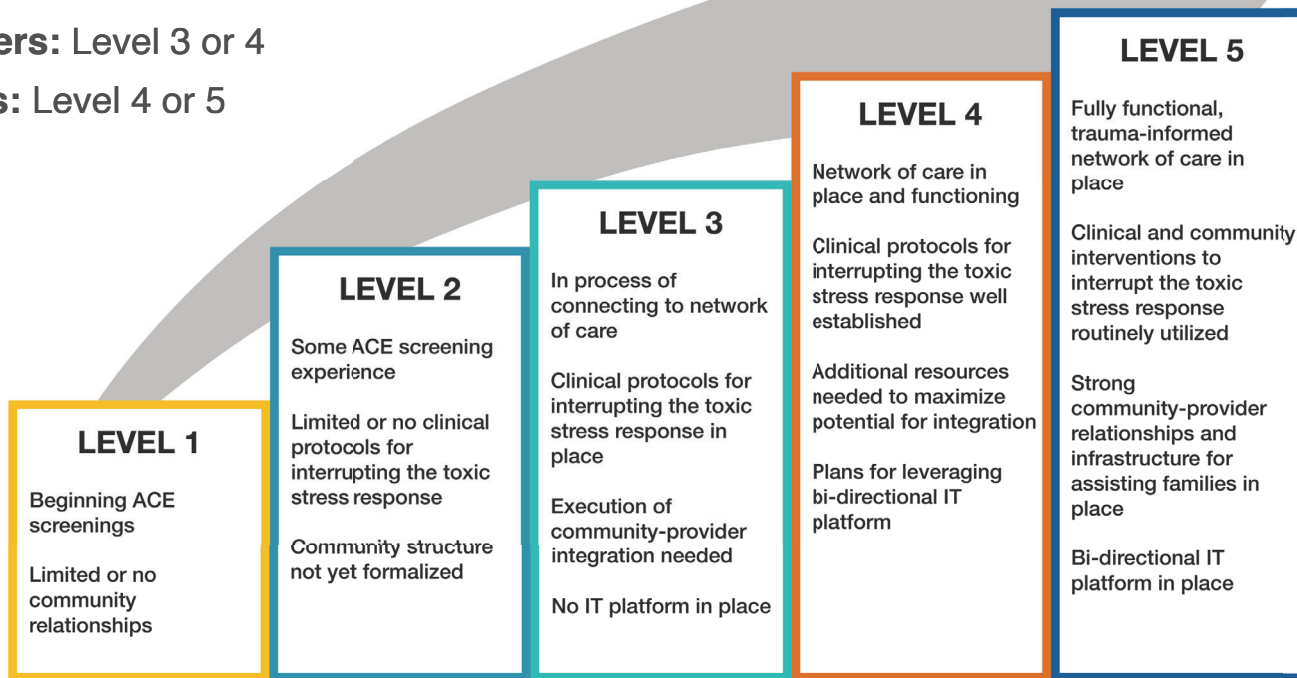 ers: Level 3 or 4
s: Level 4 or 5
LEVEL 1
Beginning ACE
screenings
Limited or no
community
relationships
LEVEL 2
Some ACE screening
experience
Limited or no clinical
protocols for
interrupting the toxic
stress response
Community structure
not yet formalized
LEVEL 3
In process of
connecting to network
of care
Clinical protocols for
interrupting the toxic
stress response in
place
Execution of
community-provider
integration needed
No IT platform in place
LEVEL 4
Network of care in
place and functioning
Clinical protocols for
interrupting the toxic
stress response well
established
Additional resources
needed to maximize
potential for integration
Plans for leveraging
bi-directional IT
platform
LEVEL 5
Fully functional,
trauma-informed
network of care in
place
Clinical and community
interventions to
interrupt the toxic
stress response
routinely utilized
Strong
community-provider
relationships and
infrastructure for
assisting families in
place
Bi-directional IT
platform in place